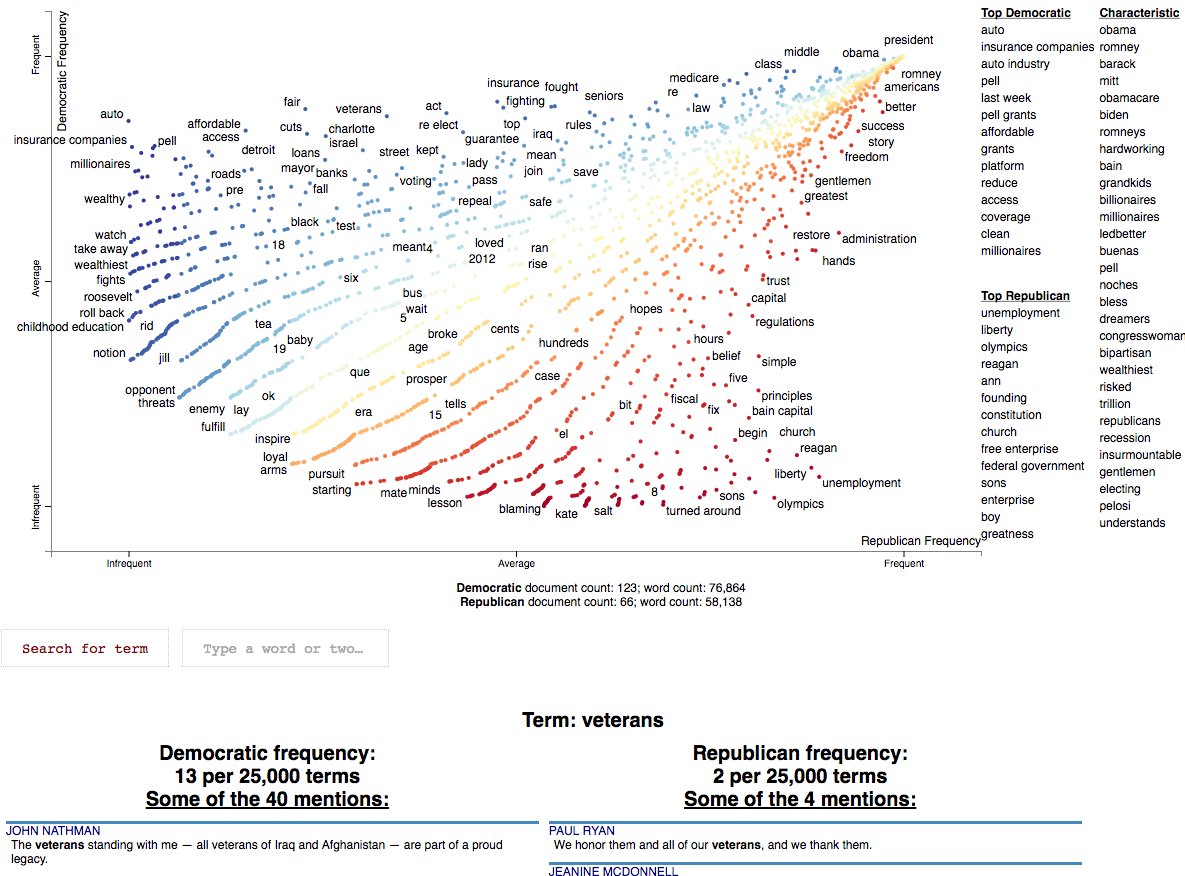 Democratic Frequency
Frequent
Average
Infrequent
president
obama
middle
class
romney
americans
medicare
re
law
better
success
story
freedom
gentlemen
greatest
restore
administration
hands
trust
capital
regulations
insurance
fought
fighting
seniors
act
re elect
top
guarantee
iraq
rules
mean
join
save
lady
pass
repeal
safe
fair
veterans
cuts
charlotte
israel
loans
mayor
banks
fall
street
kept
voting
auto
insurance companies
pell
affordable
access
detroit
millionaires
roads
pre
wealthy
black
test
watch
take away
wealthiest
fights
18
meant
4
loved
2012
ran
rise
roosevelt
roll back
childhood education
rid
six
bus
wait
5
notion
jill
tea
19
baby
broke
age
cents
hundreds
hopes
hours
belief
simple
opponent
threats
que
prosper
case
five
principles
bain capital
enemy
lay
ok
fulfill
era
15
tells
bit
fiscal
fix
begin
church
reagan
inspire
loyal
arms
el
pursuit
starting
mate
minds
lesson
blaming
kate
salt
8
turned around
sons
liberty
unemployment
olympics
Republican Frequency
Infrequent
Average
Frequent
Top Democratic
auto
insurance companies
auto industry
pell
last week
pell grants
affordable
grants
platform
reduce
access
coverage
clean
millionaires
Top Republican
unemployment
liberty
olympics
reagan
ann
founding
constitution
church
free enterprise
federal government
sons
enterprise
boy
greatness
Characteristic
obama
romney
barack
mitt
obamacare
biden
romneys
hardworking
bain
grandkids
billionaires
millionaires
ledbetter
buenas
pell
noches
bless
dreamers
congresswoman
bipartisan
wealthiest
risked
trillion
republicans
recession
insurmountable
gentlemen
electing
pelosi
understands
Democratic document count: 123; word count: 76,864
Republican document count: 66; word count: 58,138
Search for term
Type a word or two…
Term: veterans
Democratic frequency:
13 per 25,000 terms
Some of the 40 mentions:
JOHN NATHMAN
The veterans standing with me — all veterans of Iraq and Afghanistan — are part of a proud
legacy.
Republican frequency:
2 per 25,000 terms
Some of the 4 mentions:
PAUL RYAN
We honor them and all of our veterans, and we thank them.
JEANINE MCDONNELL